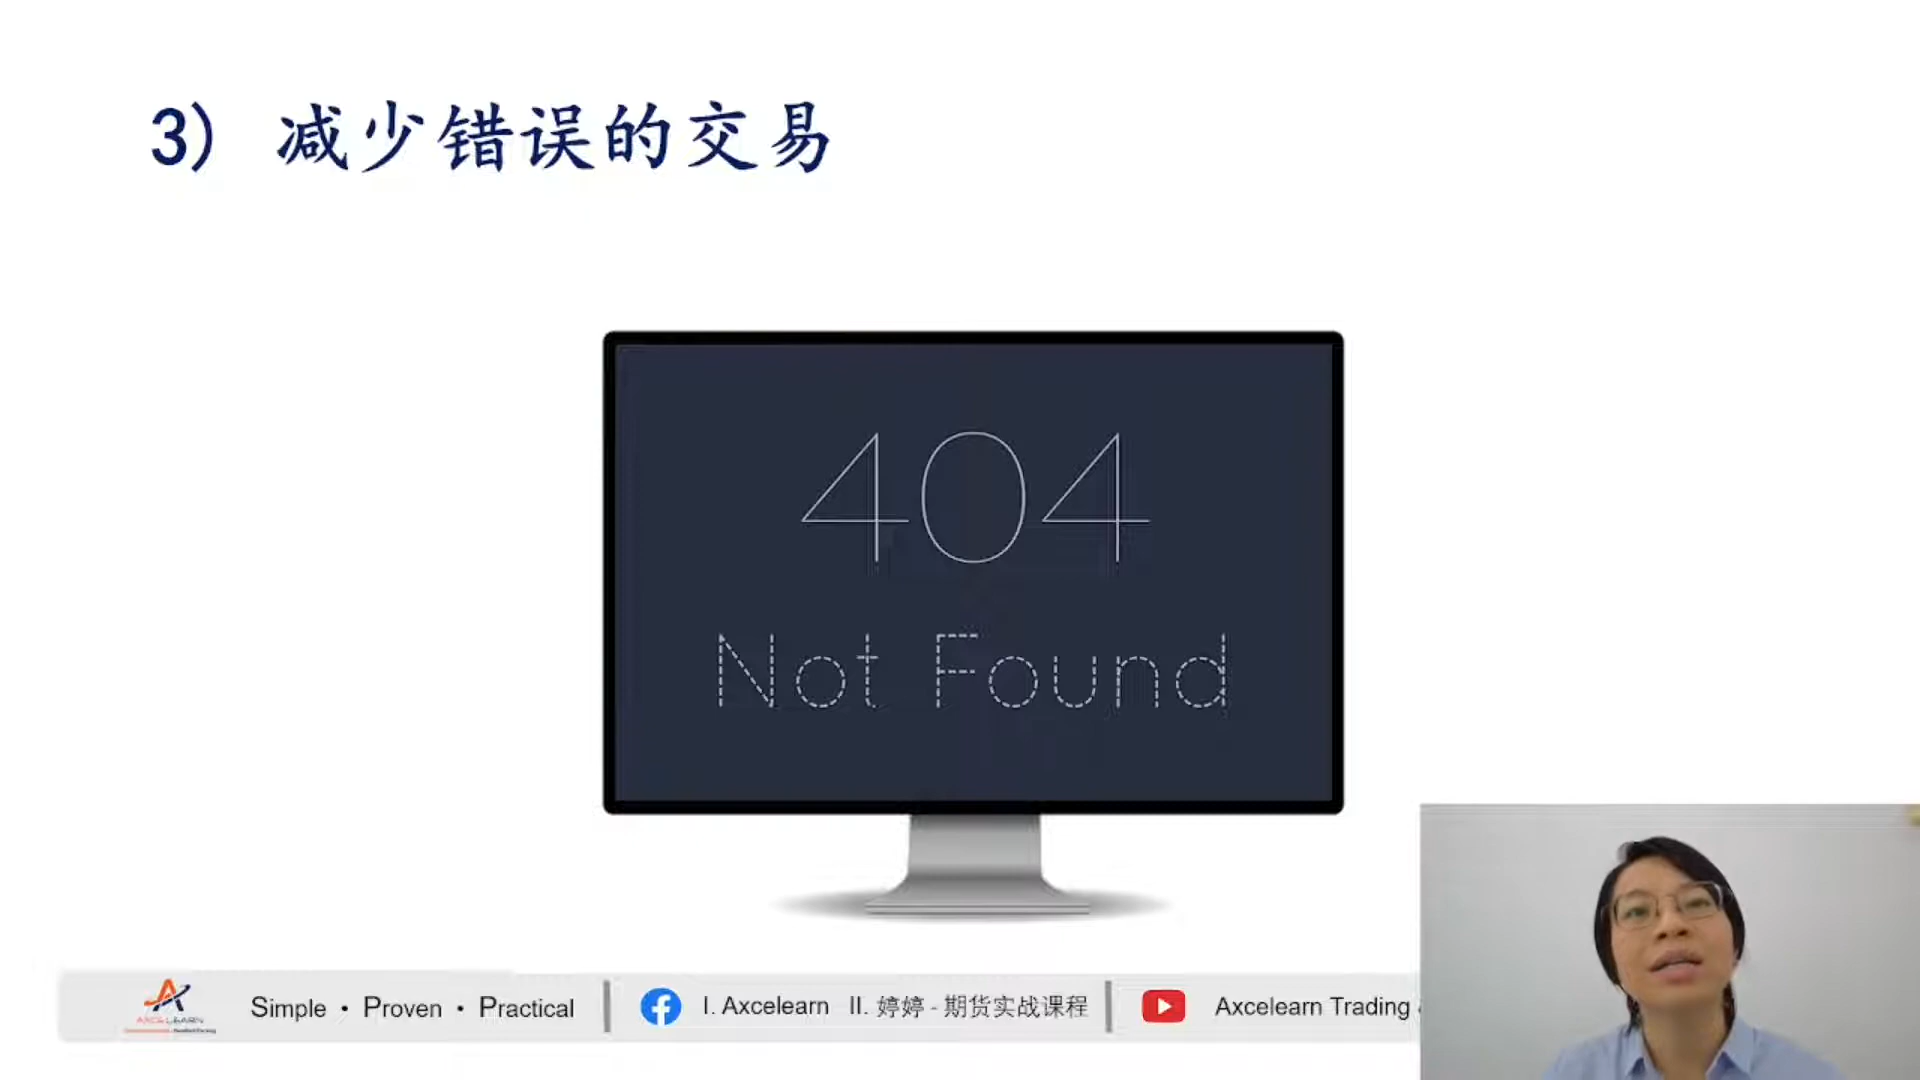 3) 减少错误的交易
404
Not Found
AXCELEARN
Simple • Proven • Practical
I. Axcelearn II. 婷婷 - 期货实战课程
Axcelearn Trading